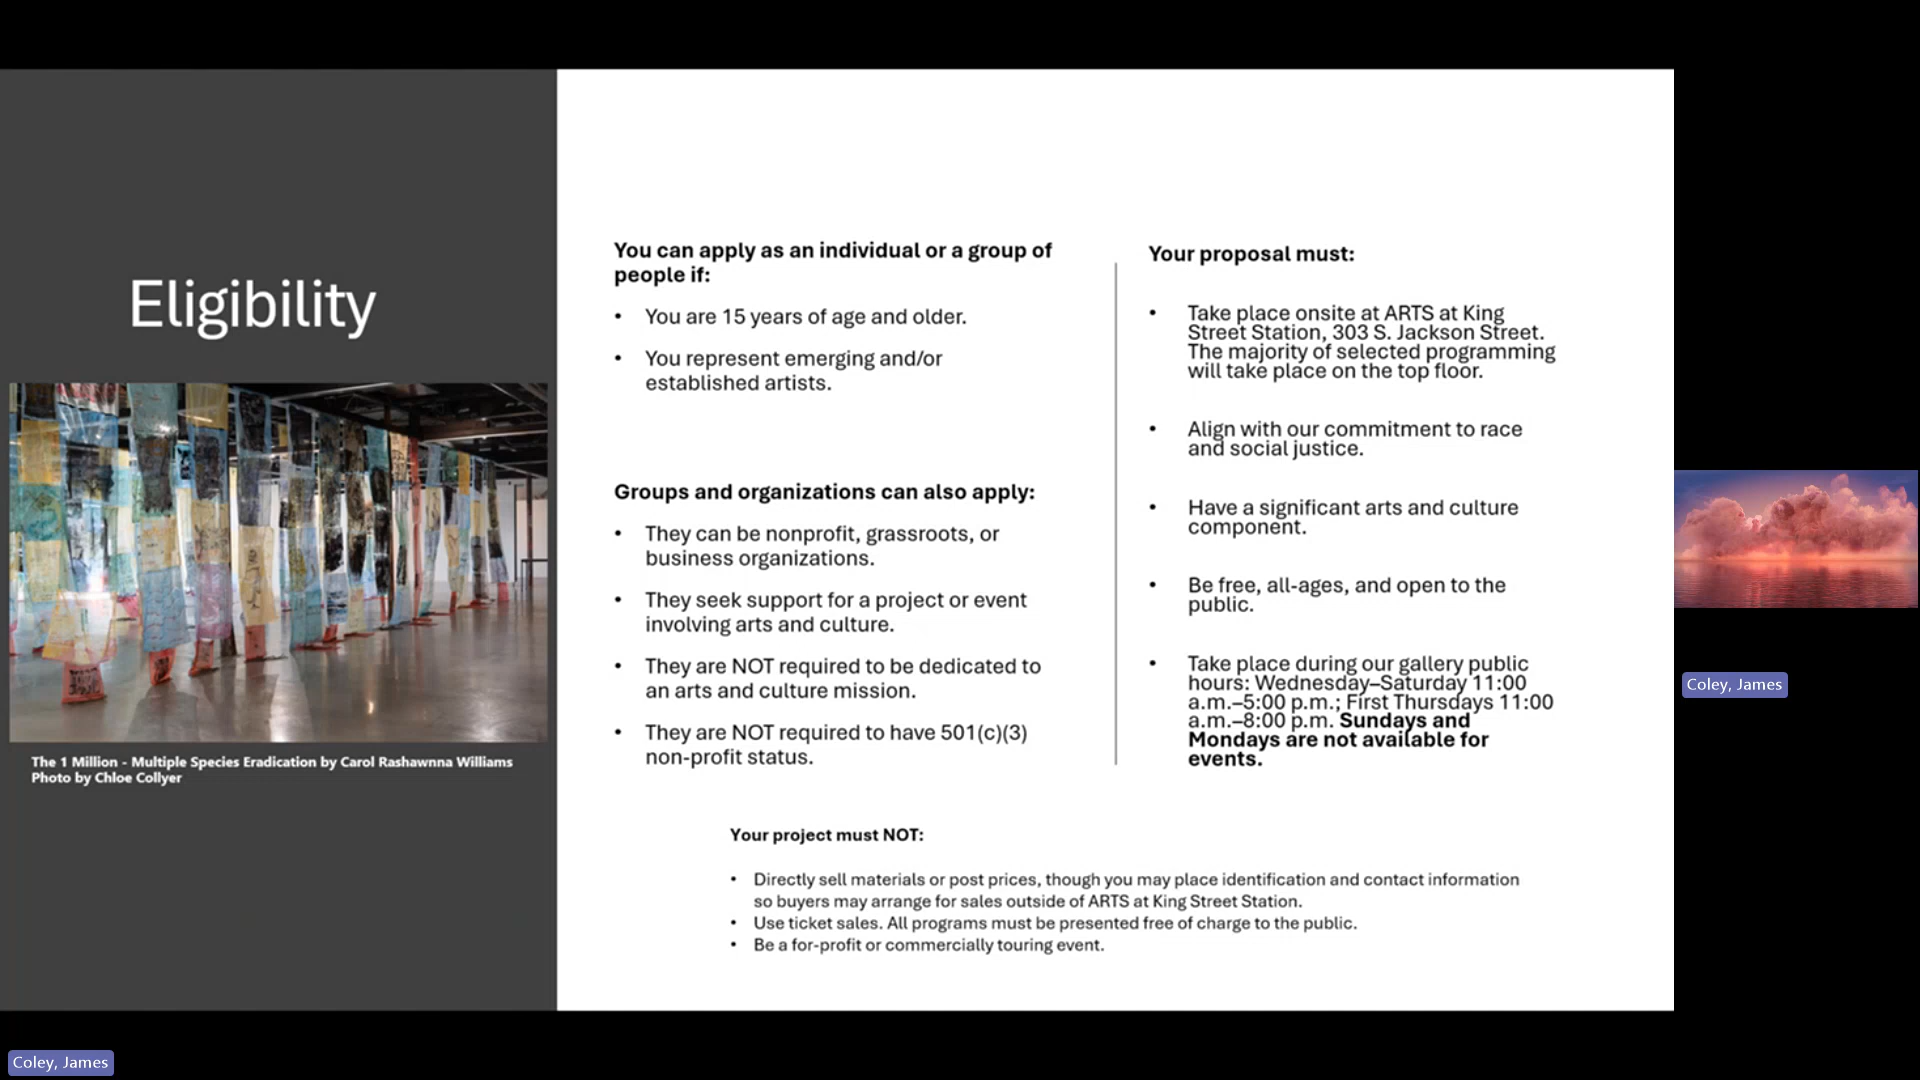 Eligibility
The 1 Million - Multiple Species Eradication by Carol Rashawnna Williams
Photo by Chloe Collyer
You can apply as an individual or a group of
people if:
• You are 15 years of age and older.
• You represent emerging and/or
established artists.
Groups and organizations can also apply:
• They can be nonprofit, grassroots, or
business organizations.
• They seek support for a project or event
involving arts and culture.
• They are NOT required to be dedicated to
an arts and culture mission.
• They are NOT required to have 501(c)(3)
non-profit status.
Your proposal must:
• Take place onsite at ARTS at King
Street Station, 303 S. Jackson Street.
The majority of selected programming
will take place on the top floor.
• Align with our commitment to race
and social justice.
• Have a significant arts and culture
component.
• Be free, all-ages, and open to the
public.
• Take place during our gallery public
hours: Wednesday–Saturday 11:00
a.m.–5:00 p.m.; First Thursdays 11:00
a.m.–8:00 p.m. Sundays and
Mondays are not available for
events.
Your project must NOT:
• Directly sell materials or post prices, though you may place identification and contact information
so buyers may arrange for sales outside of ARTS at King Street Station.
• Use ticket sales. All programs must be presented free of charge to the public.
• Be a for-profit or commercially touring event.
Coley, James
Coley, James